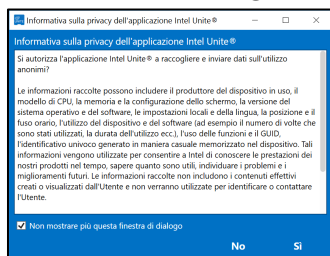 Informativa sulla privacy dell'applicazione Intel Unite®
Informativa sulla privacy dell'applicazione Intel Unite®
Si autorizza l'applicazione Intel Unite® a raccogliere e inviare dati sull'utilizzo
anonimi?
Le informazioni raccolte possono includere il produttore del dispositivo in uso, il
modello di CPU, la memoria e la configurazione dello schermo, la versione del
sistema operativo e del software, le impostazioni locali e della lingua, la posizione e il
fuso orario, l'utilizzo del dispositivo e del software (ad esempio il numero di volte che
sono stati utilizzati, la durata dell'utilizzo ecc.), l'uso delle funzioni e il GUID,
l'identificativo univoco generato in maniera casuale memorizzato nel dispositivo. Tali
informazioni vengono utilizzate per consentire a Intel di conoscere le prestazioni dei
nostri prodotti nel tempo, sapere quanto sono utili, individuare i problemi e i
miglioramenti futuri. Le informazioni raccolte non includono i contenuti effettivi
creati o visualizzati dall'Utente e non verranno utilizzate per identificare o contattare
l'Utente.
Non mostrare più questa finestra di dialogo
No Sì